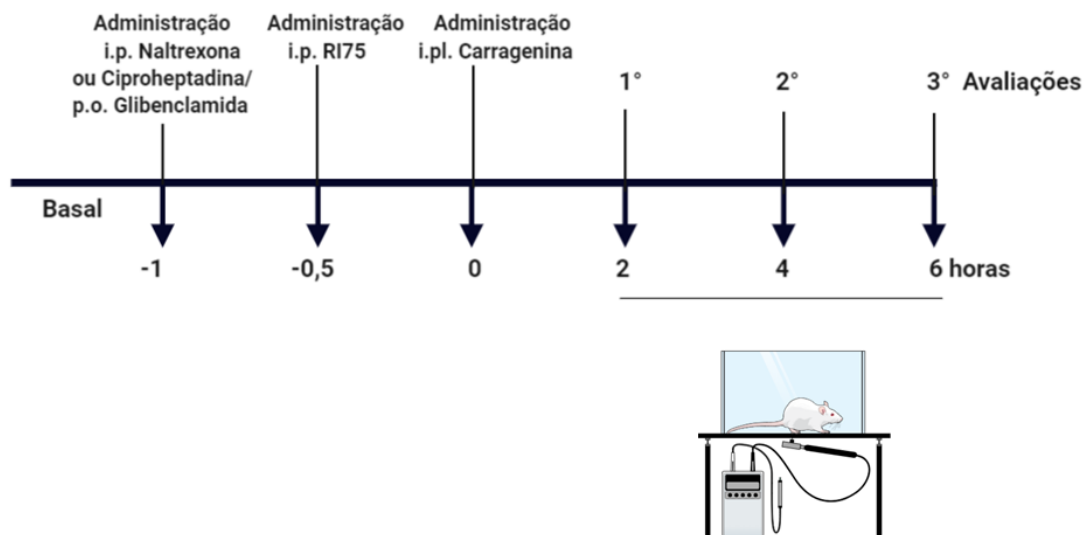 Administração
i.p. Naltrexona
ou Ciproheptadina/
p.o. Glibenclamida
Administração
i.p. RI75
Administração
i.pl. Carragenina
1°
2°
3° Avaliações
Basal
-1
-0,5
0
2
4
6 horas